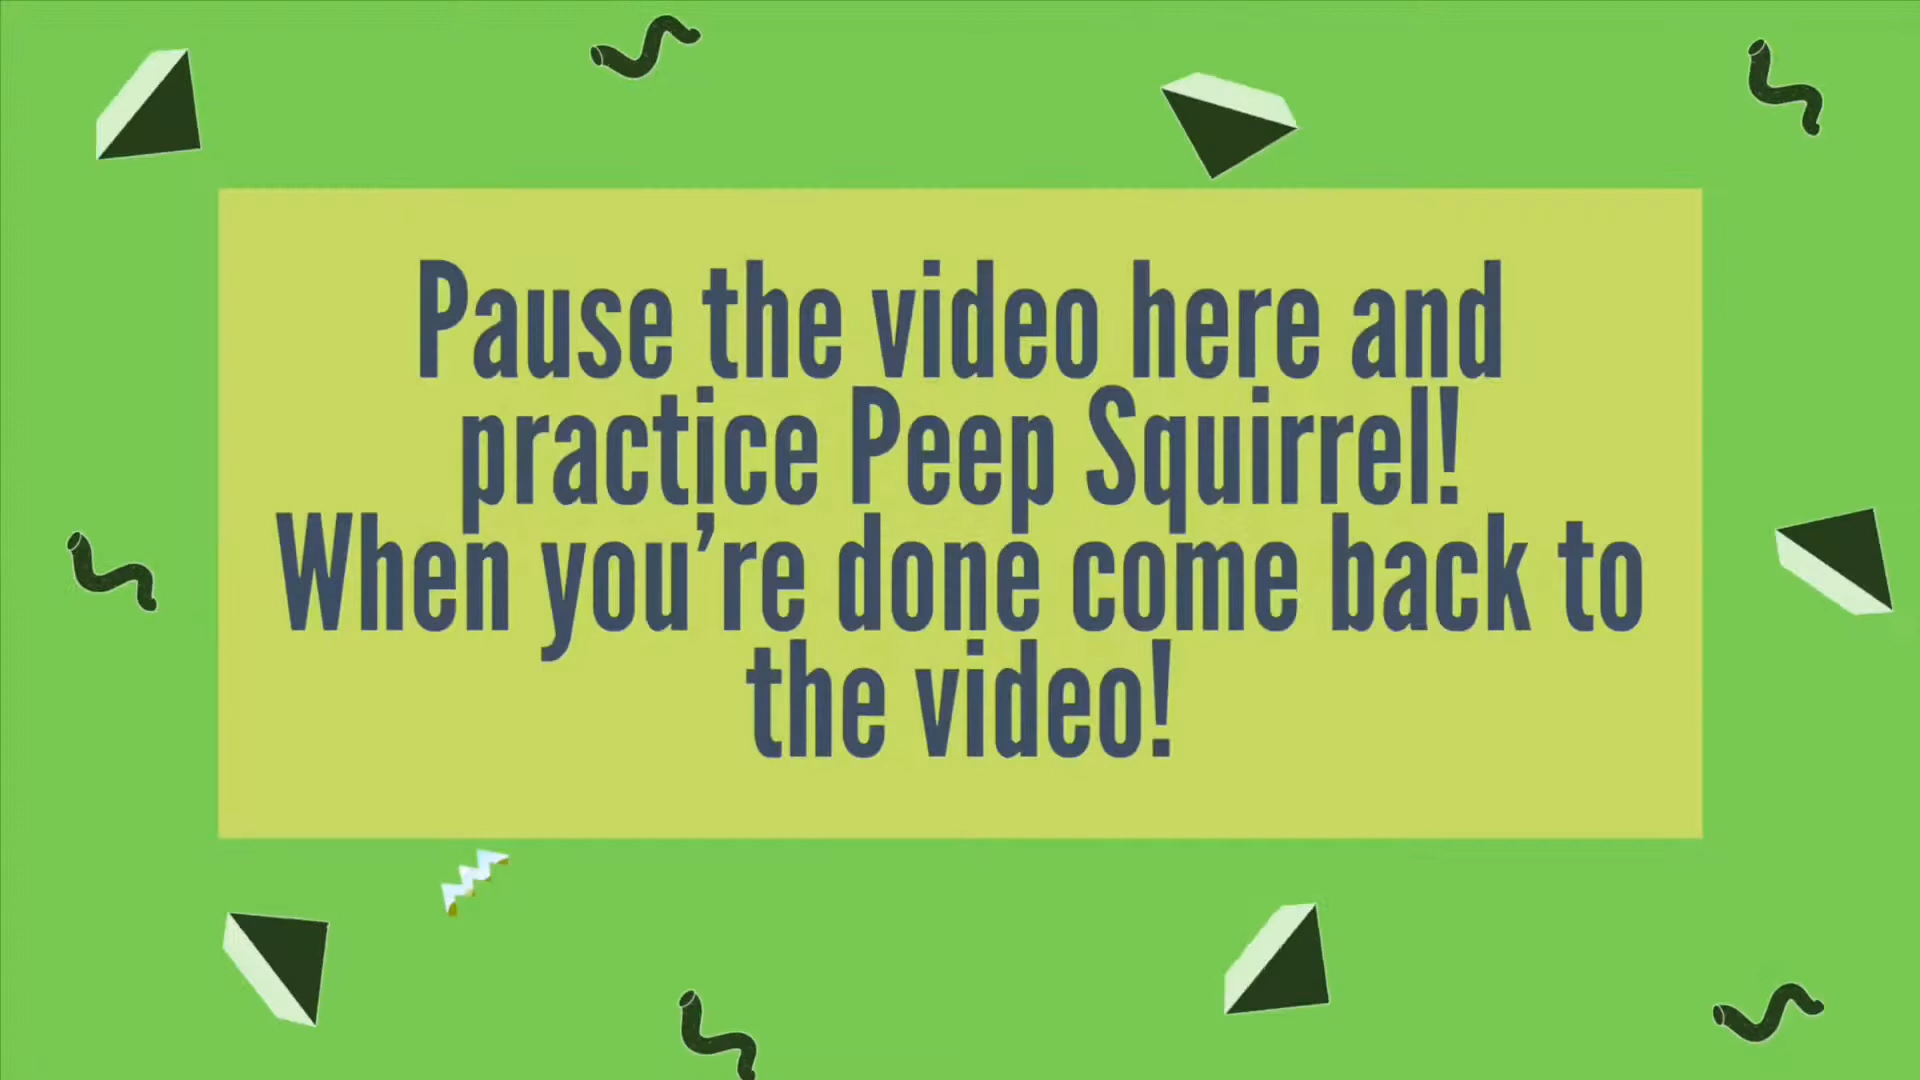 Pause the video here and
practice Peep Squirrel!
When you’re done come back to
the video!